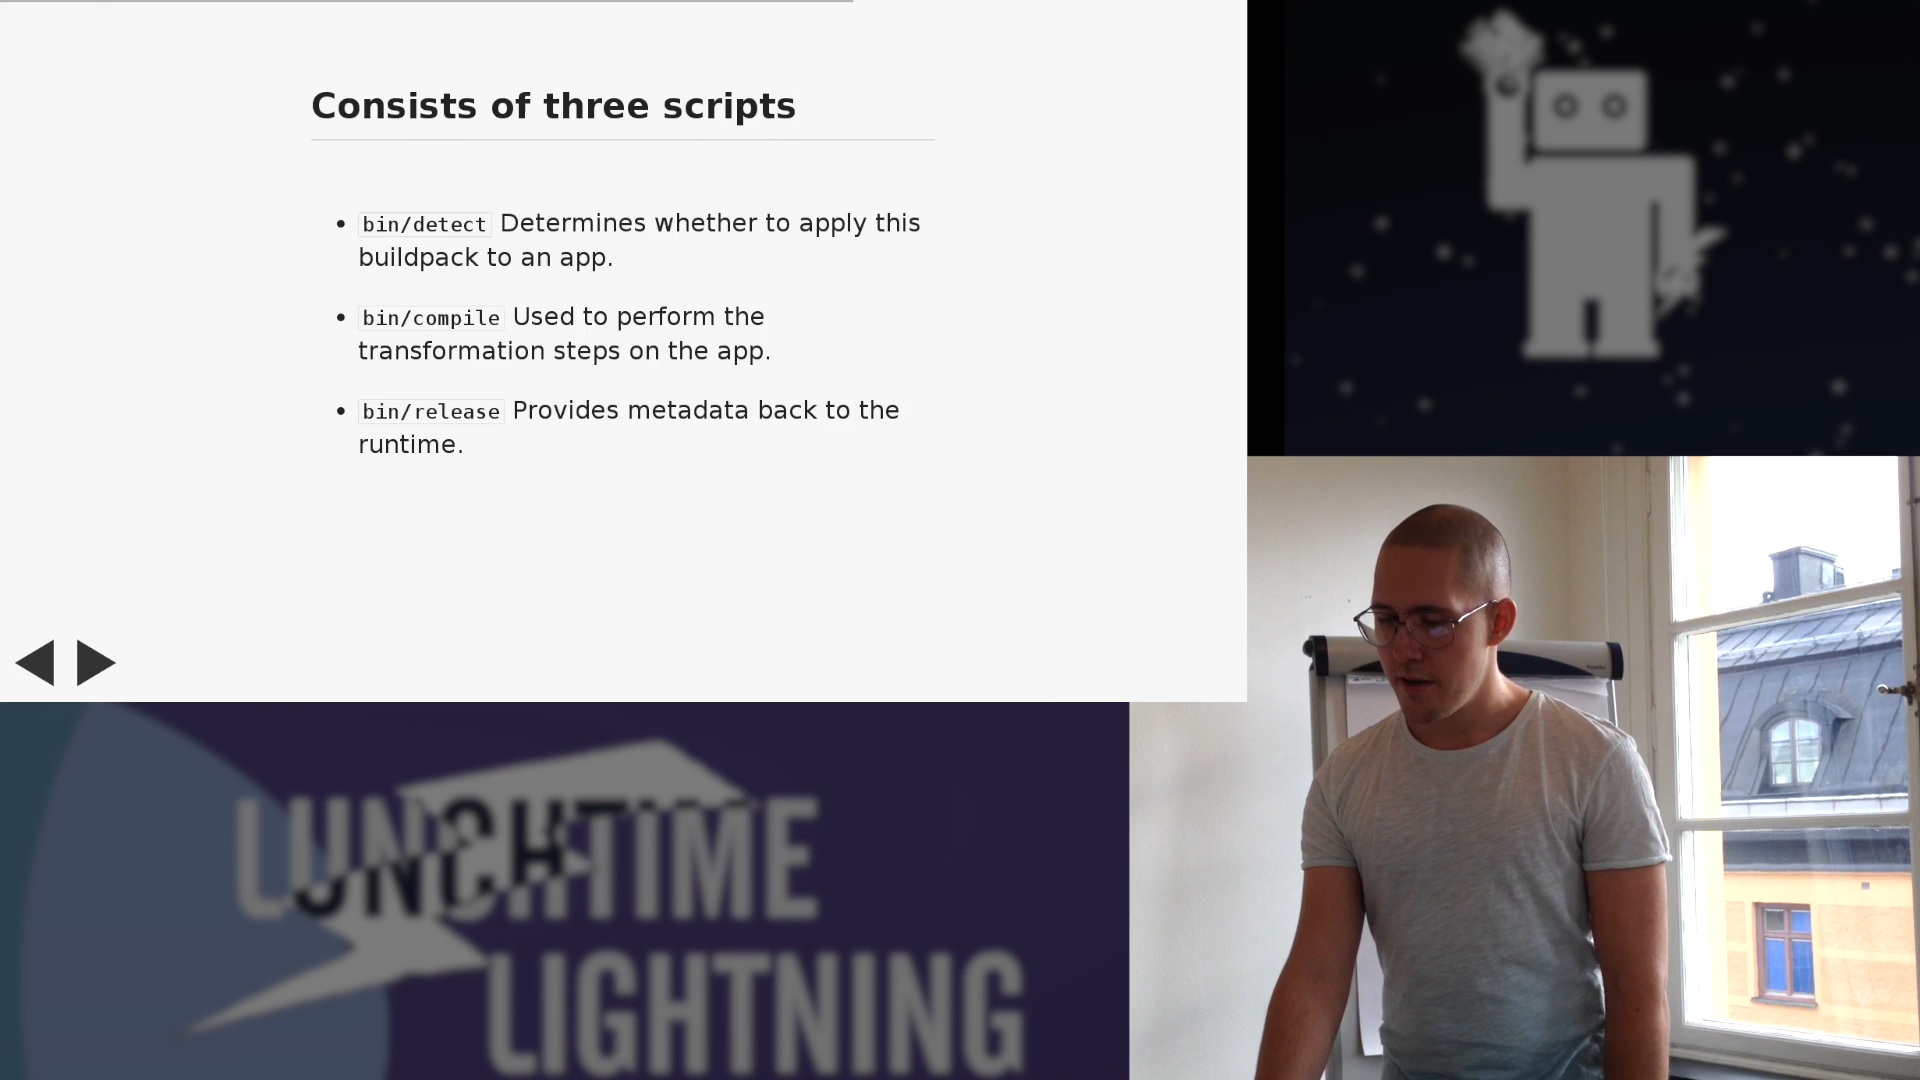 Consists of three scripts
• bin/detect Determines whether to apply this
buildpack to an app.
• bin/compile Used to perform the
transformation steps on the app.
• bin/release Provides metadata back to the
runtime.
LUNCHTIME
LIGHTNING